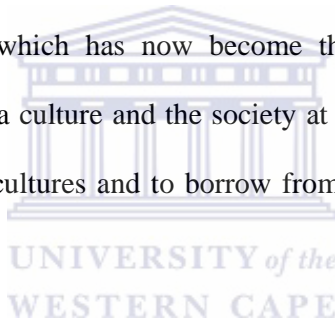 which has now become th
a culture and the society at
cultures and to borrow from
UNIVERSITY of the
WESTERN CAPE